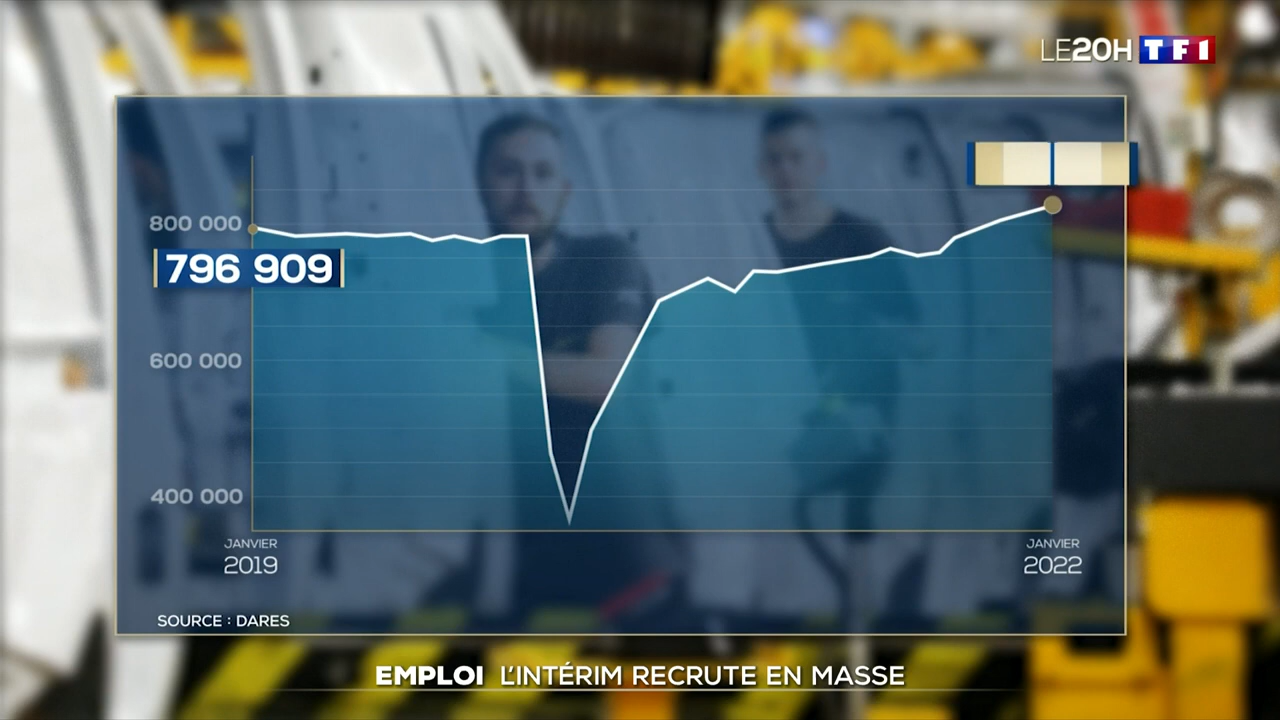 LE20H TF1
800 000
796 909
600 000
400 000
JANVIER
2019
JANVIER
2022
SOURCE : DARES
EMPLOI L'INTÉRIM RECRUTE EN MASSE